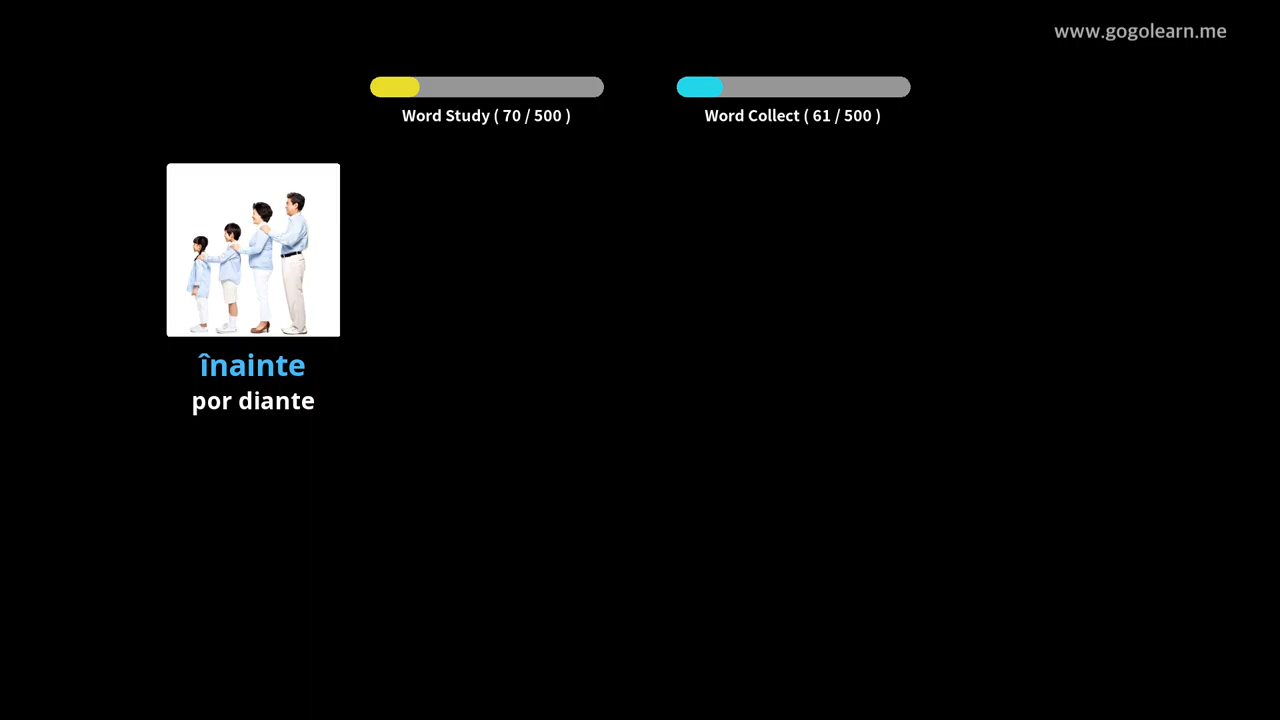 www.gogolearn.me
Word Study ( 70 / 500 )
Word Collect ( 61 / 500 )
înainte
por diante